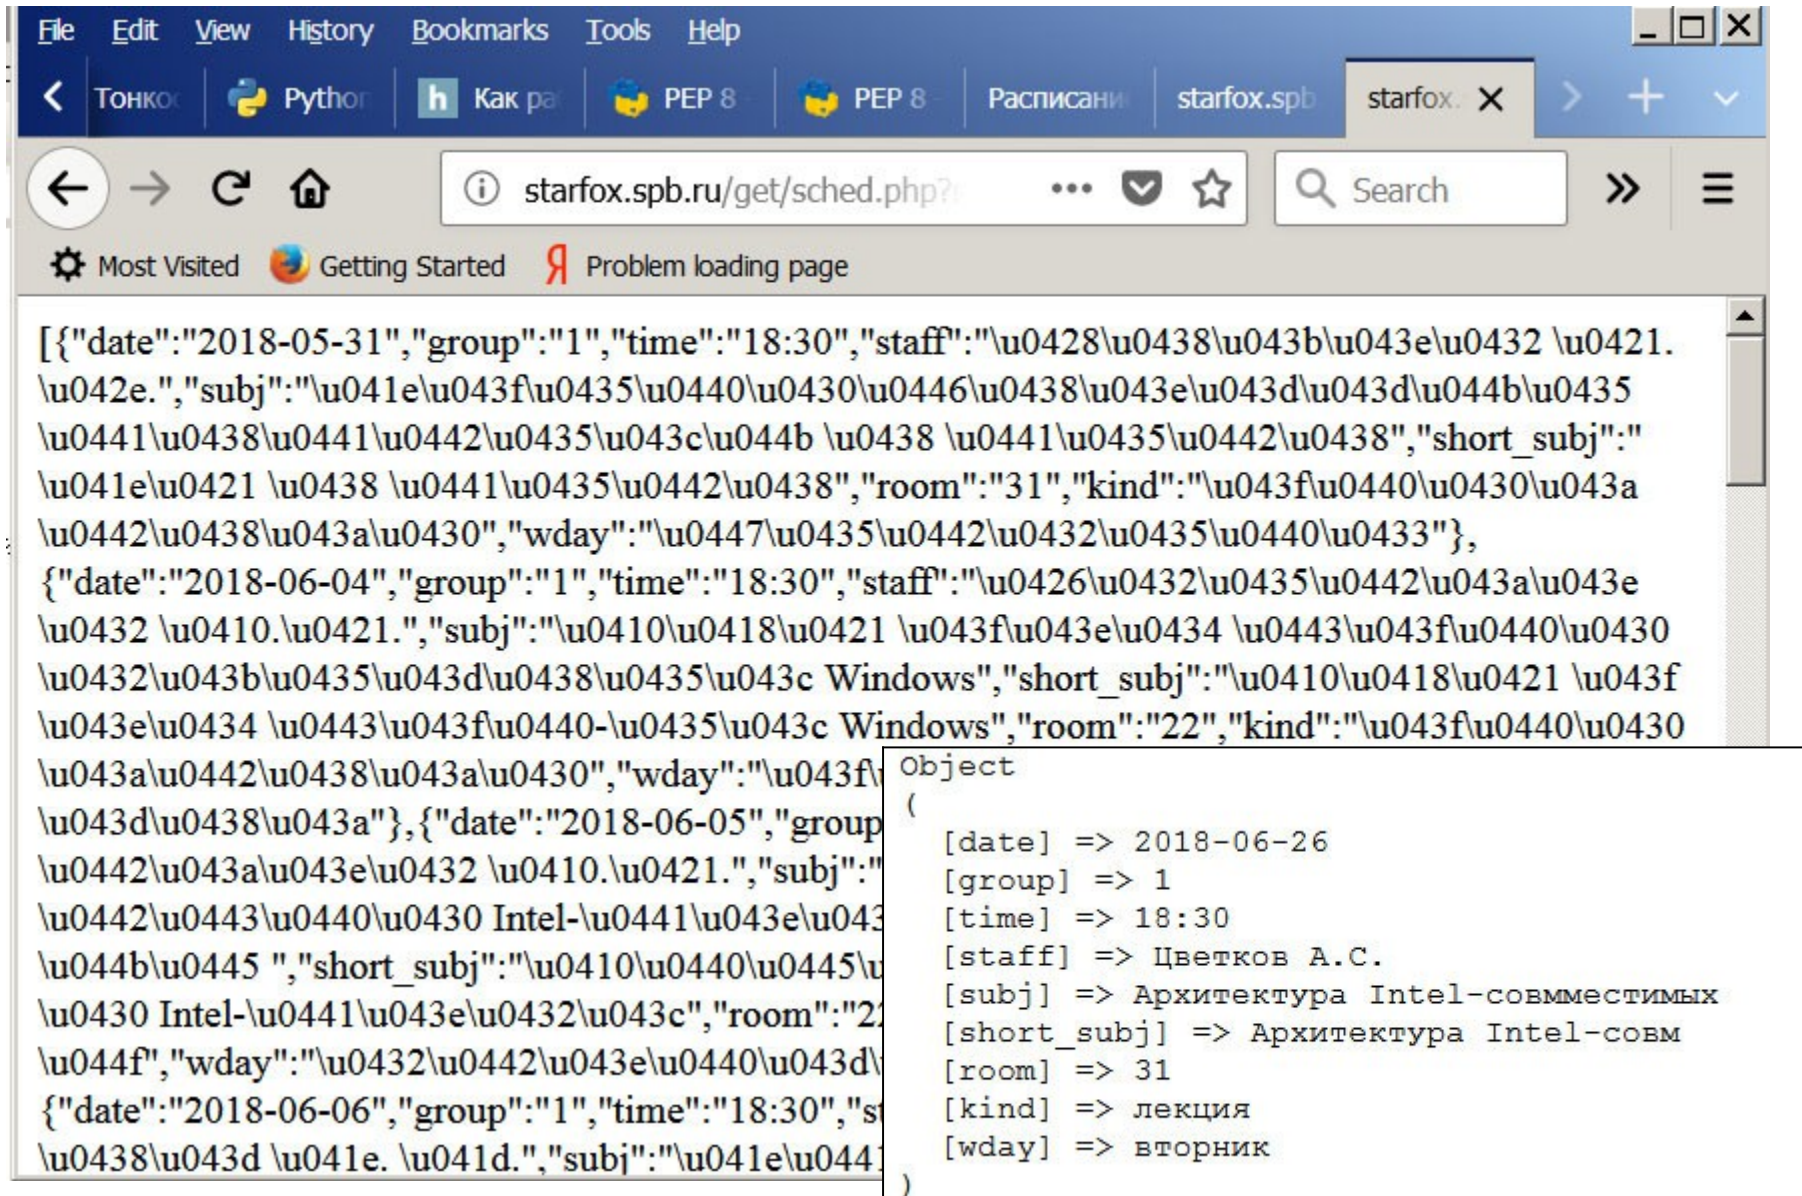 File Edit View History Bookmarks Tools Help
Тонко Python Как ра PEP 8 - PEP 8 - Расписани starfox.spb starfox.
starfox.spb.ru/get/sched.php? Search
Most Visited Я Getting Started Problem loading page
[{"date":"2018-05-31","group":"1","time":"18:30","staff":"\u0428\u0438\u043b\u043e\u0432 \u0421.
\u042e.","subj":"\u041e\u043f\u0435\u0440\u0430\u0446\u0438\u043e\u043d\u043d\u044b\u0435
\u0441\u0438\u0441\u0442\u0435\u043c\u044b \u0438 \u0441\u0435\u0442\u0438","short_subj":"
\u041e\u0421 \u0438 \u0441\u0435\u0442\u0438","room":"31","kind":"\u043f\u0440\u0430\u043a
\u0442\u0438\u043a\u0430","wday":"\u0447\u0435\u0442\u0432\u0435\u0440\u0433"},
{"date":"2018-06-04","group":"1","time":"18:30","staff":"\u0426\u0432\u0435\u0442\u043a\u043e
\u0432 \u0410.\u0421.","subj":"\u0410\u0418\u0421 \u043f\u043e\u0434 \u0443\u043f\u0440\u0430
\u0432\u043b\u0435\u043d\u0438\u0435\u043c Windows","short_subj":"\u0410\u0418\u0421 \u043f
\u043e\u0434 \u0443\u043f\u0440-\u0435\u043c Windows","room":"22","kind":"\u043f\u0440\u0430
\u043a\u0442\u0438\u043a\u0430","wday":"\u043f\u
\u043d\u0438\u043a"},{"date":"2018-06-05","group
\u0442\u043a\u043e\u0432 \u0410.\u0421.","subj":"
\u0442\u0443\u0440\u0430 Intel-\u0441\u043e\u043
\u044b\u0445 ","short_subj":"\u0410\u0440\u0445\u
\u0430 Intel-\u0441\u043e\u0432\u043c","room":"22
\u044f","wday":"\u0432\u0442\u043e\u0440\u043d\
{"date":"2018-06-06","group":"1","time":"18:30","st
\u0438\u043d \u041e. \u041d.","subj":"\u041e\u0441
Object
(
[date] => 2018-06-26
[group] => 1
[time] => 18:30
[staff] => Цветков А.С.
[subj] => Архитектура Intel-совмместимых
[short_subj] => Архитектура Intel-совм
[room] => 31
[kind] => лекция
[wday] => вторник
)